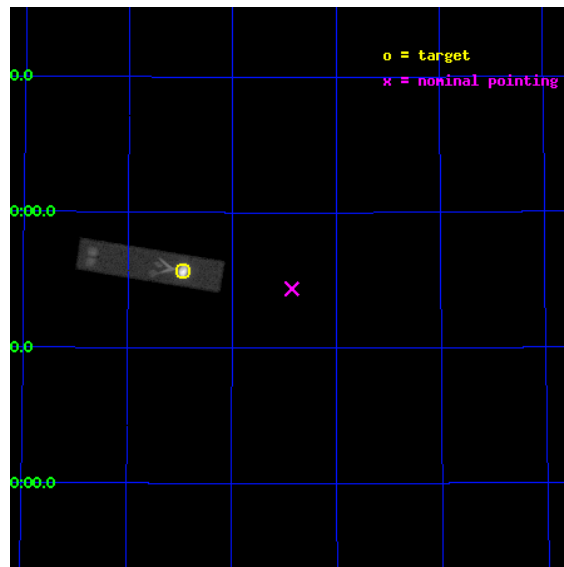 o = target
0.0
x = nominal pointing
0:00.0
0.0
0:00.0